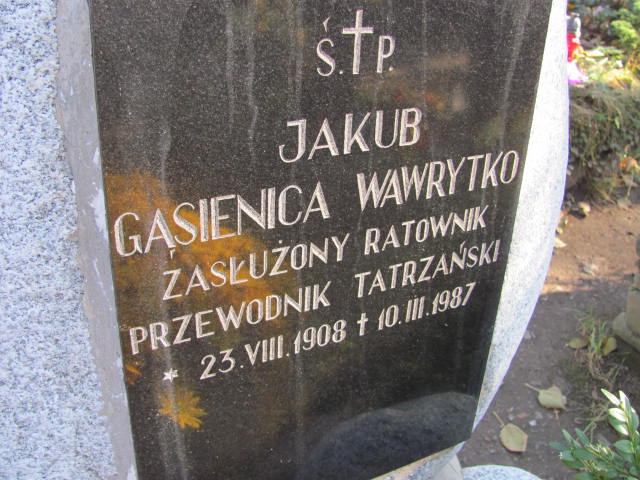 Ś.†P.
JAKUB
GĄSIENICA WAWRYTKO
ZASŁUŻONY RATOWNIK
PRZEWODNIK TATRZAŃSKI
* 23.VIII.1908 † 10.III.1987